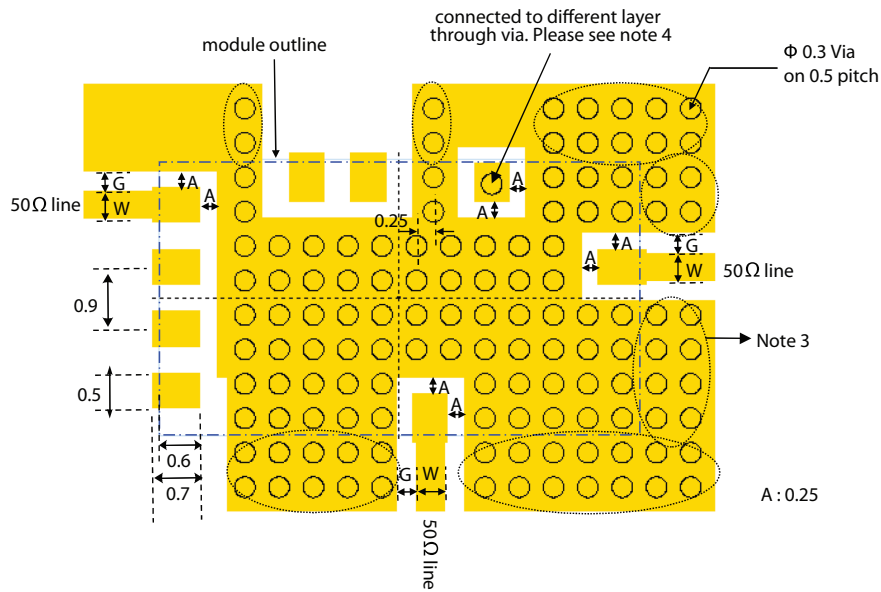 connected to different layer
through via. Please see note 4
module outline
Φ 0.3 Via
on 0.5 pitch
G
A
A
50Ω line
W
A
A
0.25
A
G
A
W
50Ω line
0.9
Note 3
0.5
A
A
0.6
G
W
0.7
A : 0.25
50Ω line